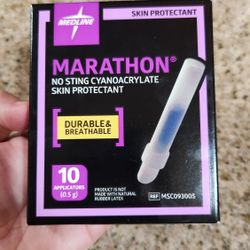 MEDLINE
SKIN PROTECTANT
MARATHON®
NO STING CYANOACRYLATE
SKIN PROTECTANT
DURABLE &
BREATHABLE
10
APPLICATORS
(0.5 g)
PRODUCT IS NOT
MADE WITH NATURAL
RUBBER LATEX
REF MSC093005